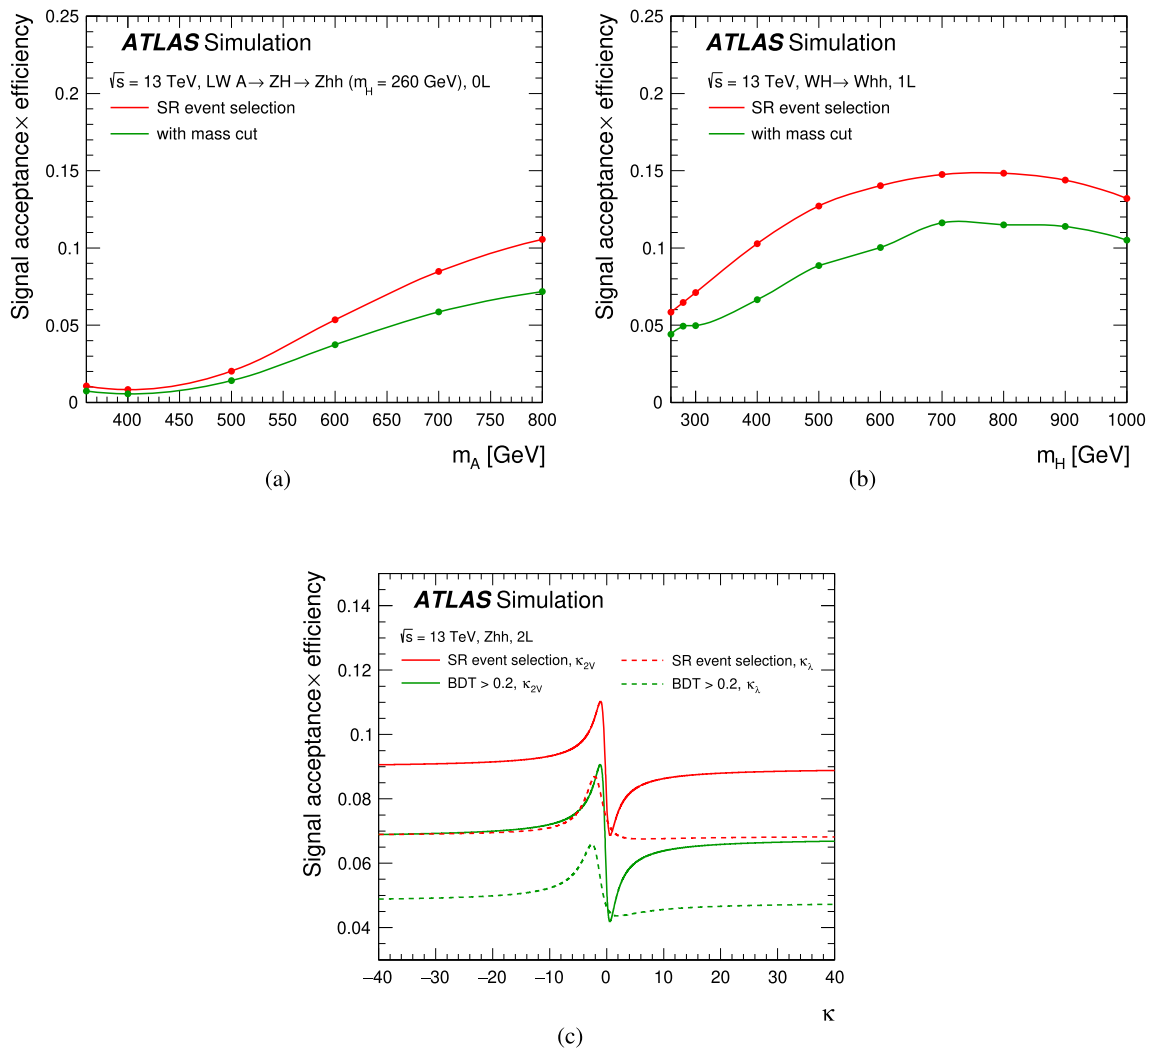 Signal acceptance× efficiency
0.25
0.2
0.15
0.1
0.05
0
ATLAS Simulation
√s = 13 TeV, LW A→ ZH→ Zhh (m_H = 260 GeV), 0L
SR event selection
with mass cut
400 450 500 550 600 650 700 750 800
m_A [GeV]
(a)
Signal acceptance× efficiency
0.25
0.2
0.15
0.1
0.05
0
ATLAS Simulation
√s = 13 TeV, WH→ Whh, 1L
SR event selection
with mass cut
300 400 500 600 700 800 900 1000
m_H [GeV]
(b)
Signal acceptance× efficiency
0.14
0.12
0.1
0.08
0.06
0.04
ATLAS Simulation
√s = 13 TeV, Zhh, 2L
SR event selection, κ_2V
SR event selection, κ_λ
BDT > 0.2, κ_2V
BDT > 0.2, κ_λ
−40 −30 −20 −10 0 10 20 30 40
κ
(c)